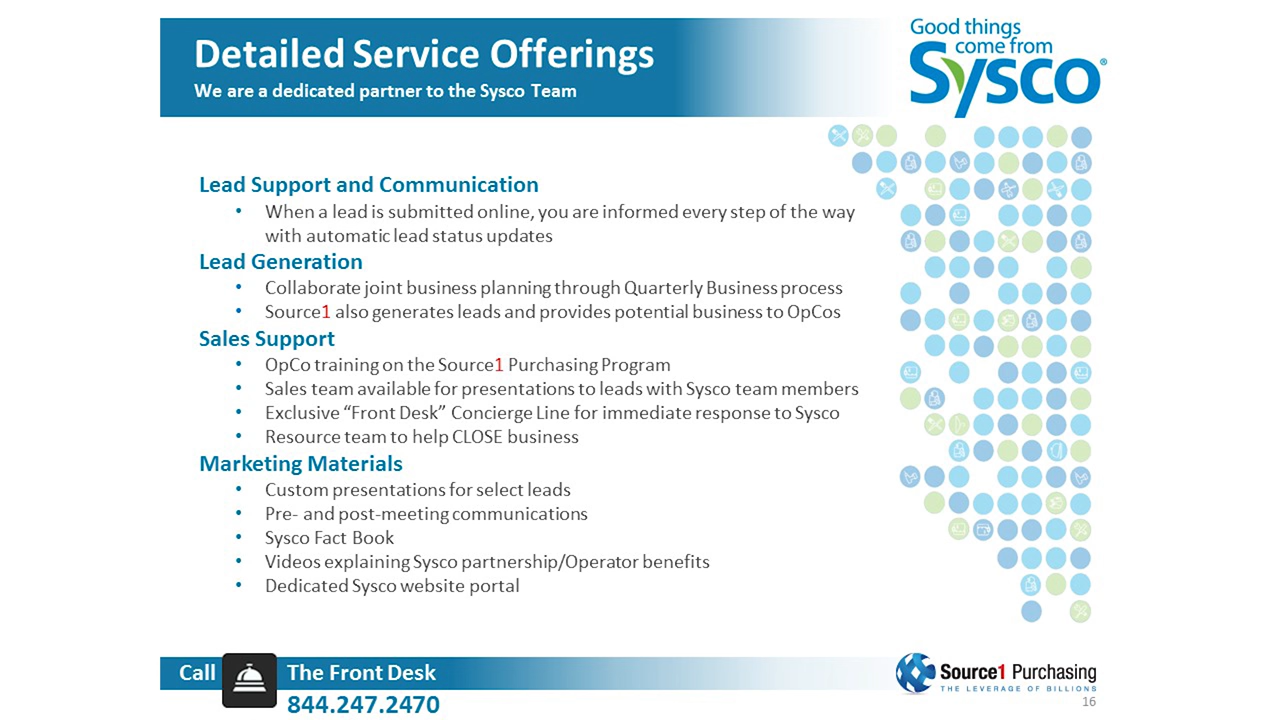 Detailed Service Offerings
We are a dedicated partner to the Sysco Team
Good things
come from
Sysco®
Lead Support and Communication
• When a lead is submitted online, you are informed every step of the way
with automatic lead status updates
Lead Generation
• Collaborate joint business planning through Quarterly Business process
• Source1 also generates leads and provides potential business to OpCos
Sales Support
• OpCo training on the Source1 Purchasing Program
• Sales team available for presentations to leads with Sysco team members
• Exclusive “Front Desk” Concierge Line for immediate response to Sysco
• Resource team to help CLOSE business
Marketing Materials
• Custom presentations for select leads
• Pre- and post-meeting communications
• Sysco Fact Book
• Videos explaining Sysco partnership/Operator benefits
• Dedicated Sysco website portal
Call The Front Desk
844.247.2470
Source1 Purchasing
THE LEVERAGE OF BILLIONS
16